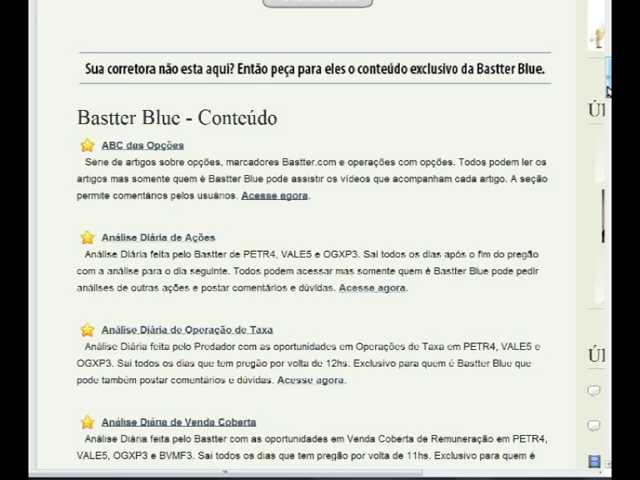 Sua corretora não esta aqui? Então peça para eles o conteúdo exclusivo da Bastter Blue.
Bastter Blue - Conteúdo
ABC das Opções
Série de artigos sobre opções, marcadores Bastter.com e operações com opções. Todos podem ler os
artigos mas somente quem é Bastter Blue pode assistir os vídeos que acompanham cada artigo. A seção
permite comentários pelos usuários. Acesse agora.
Análise Diária de Ações
Análise Diária feita pelo Bastter de PETR4, VALE5 e OGXP3. Sai todos os dias após o fim do pregão
com a análise para o dia seguinte. Todos podem acessar mas somente quem é Bastter Blue pode pedir
análises de outras ações e postar comentários e dúvidas. Acesse agora.
Análise Diária de Operação de Taxa
Análise Diária feita pelo Predador com as oportunidades em Operações de Taxa em PETR4, VALE5 e
OGXP3. Sai todos os dias que tem pregão por volta de 12hs. Exclusivo para quem é Bastter Blue que
pode também postar comentários e dúvidas. Acesse agora.
Análise Diária de Venda Coberta
Análise Diária feita pelo Bastter com as oportunidades em Venda Coberta de Remuneração em PETR4,
VALE5, OGXP3 e BVMF3. Sai todos os dias que tem pregão por volta de 11hs. Exclusivo para quem é